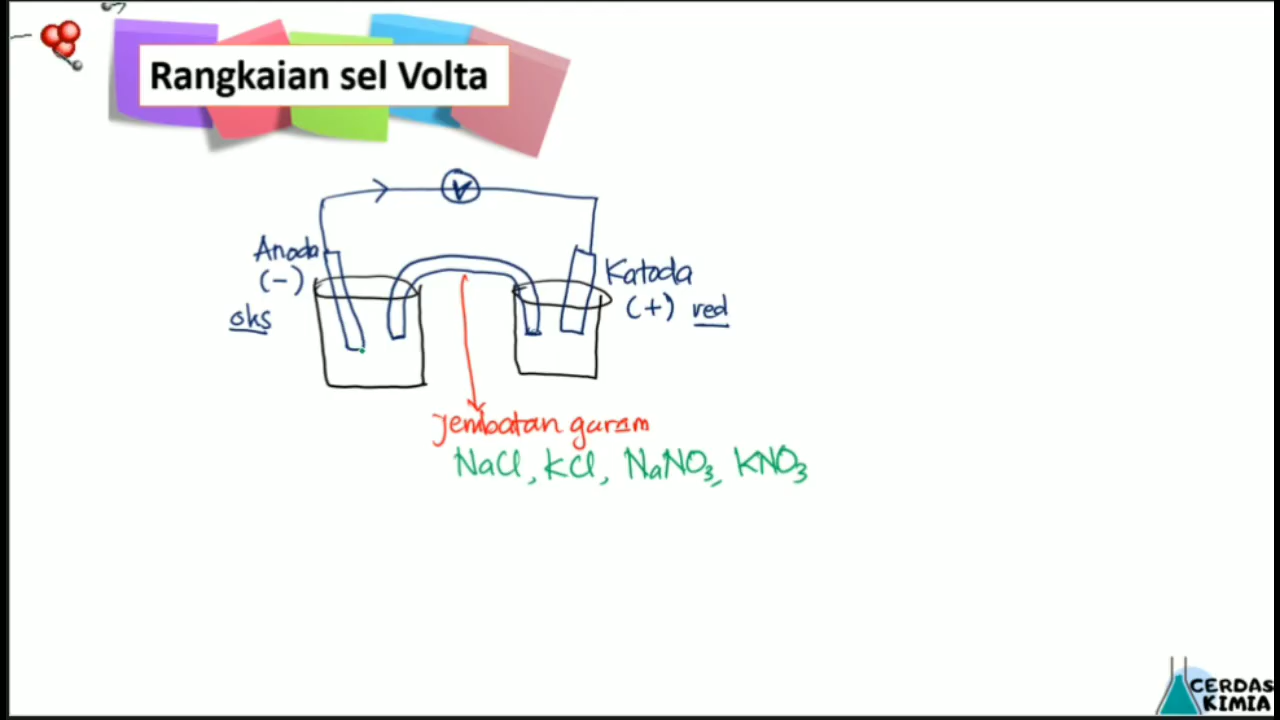 Rangkaian sel Volta
V
Anoda
(-)
oks
Katoda
(+) red
jembatan garam
NaCl, KCl, NaNO₃, KNO₃
CERDAS
KIMIA